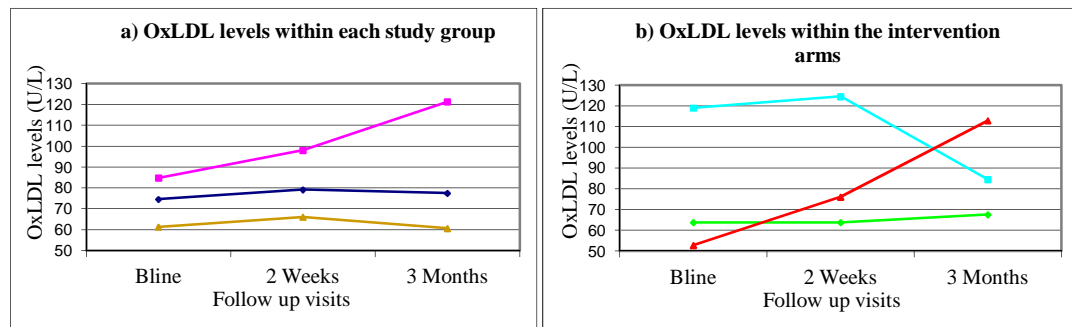 a) OxLDL levels within each study group
OxLDL levels (U/L)
130
120
110
100
90
80
70
60
50
Bline 2 Weeks 3 Months
Follow up visits
b) OxLDL levels within the intervention
arms
OxLDL levels (U/L)
130
120
110
100
90
80
70
60
50
Bline 2 Weeks 3 Months
Follow up visits